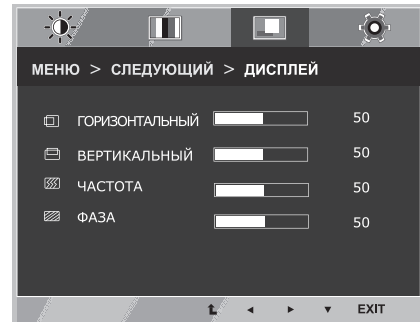 МЕНЮ > СЛЕДУЮЩИЙ > ДИСПЛЕЙ
ГОРИЗОНТАЛЬНЫЙ 50
ВЕРТИКАЛЬНЫЙ 50
ЧАСТОТА 50
ФАЗА 50
EXIT